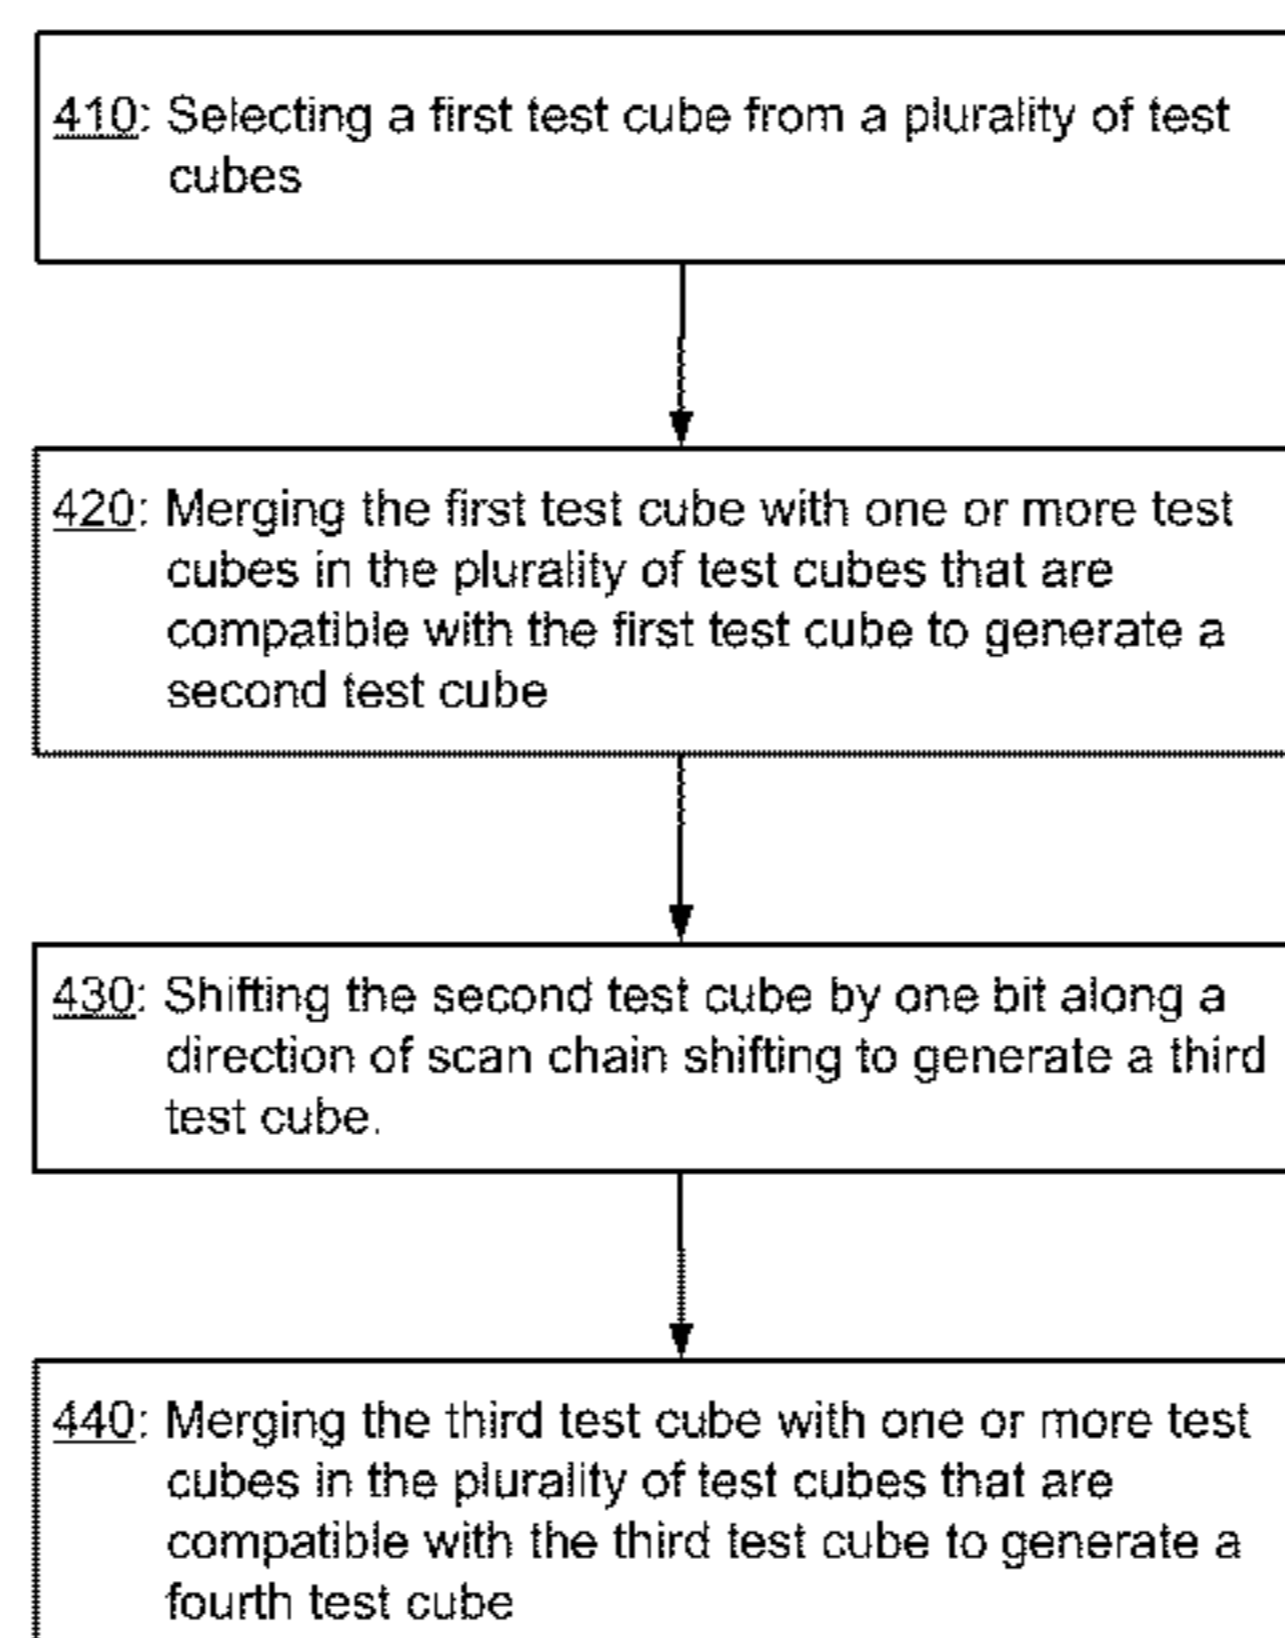 410: Selecting a first test cube from a plurality of test
cubes
420: Merging the first test cube with one or more test
cubes in the plurality of test cubes that are
compatible with the first test cube to generate a
second test cube
430: Shifting the second test cube by one bit along a
direction of scan chain shifting to generate a third
test cube.
440: Merging the third test cube with one or more test
cubes in the plurality of test cubes that are
compatible with the third test cube to generate a
fourth test cube